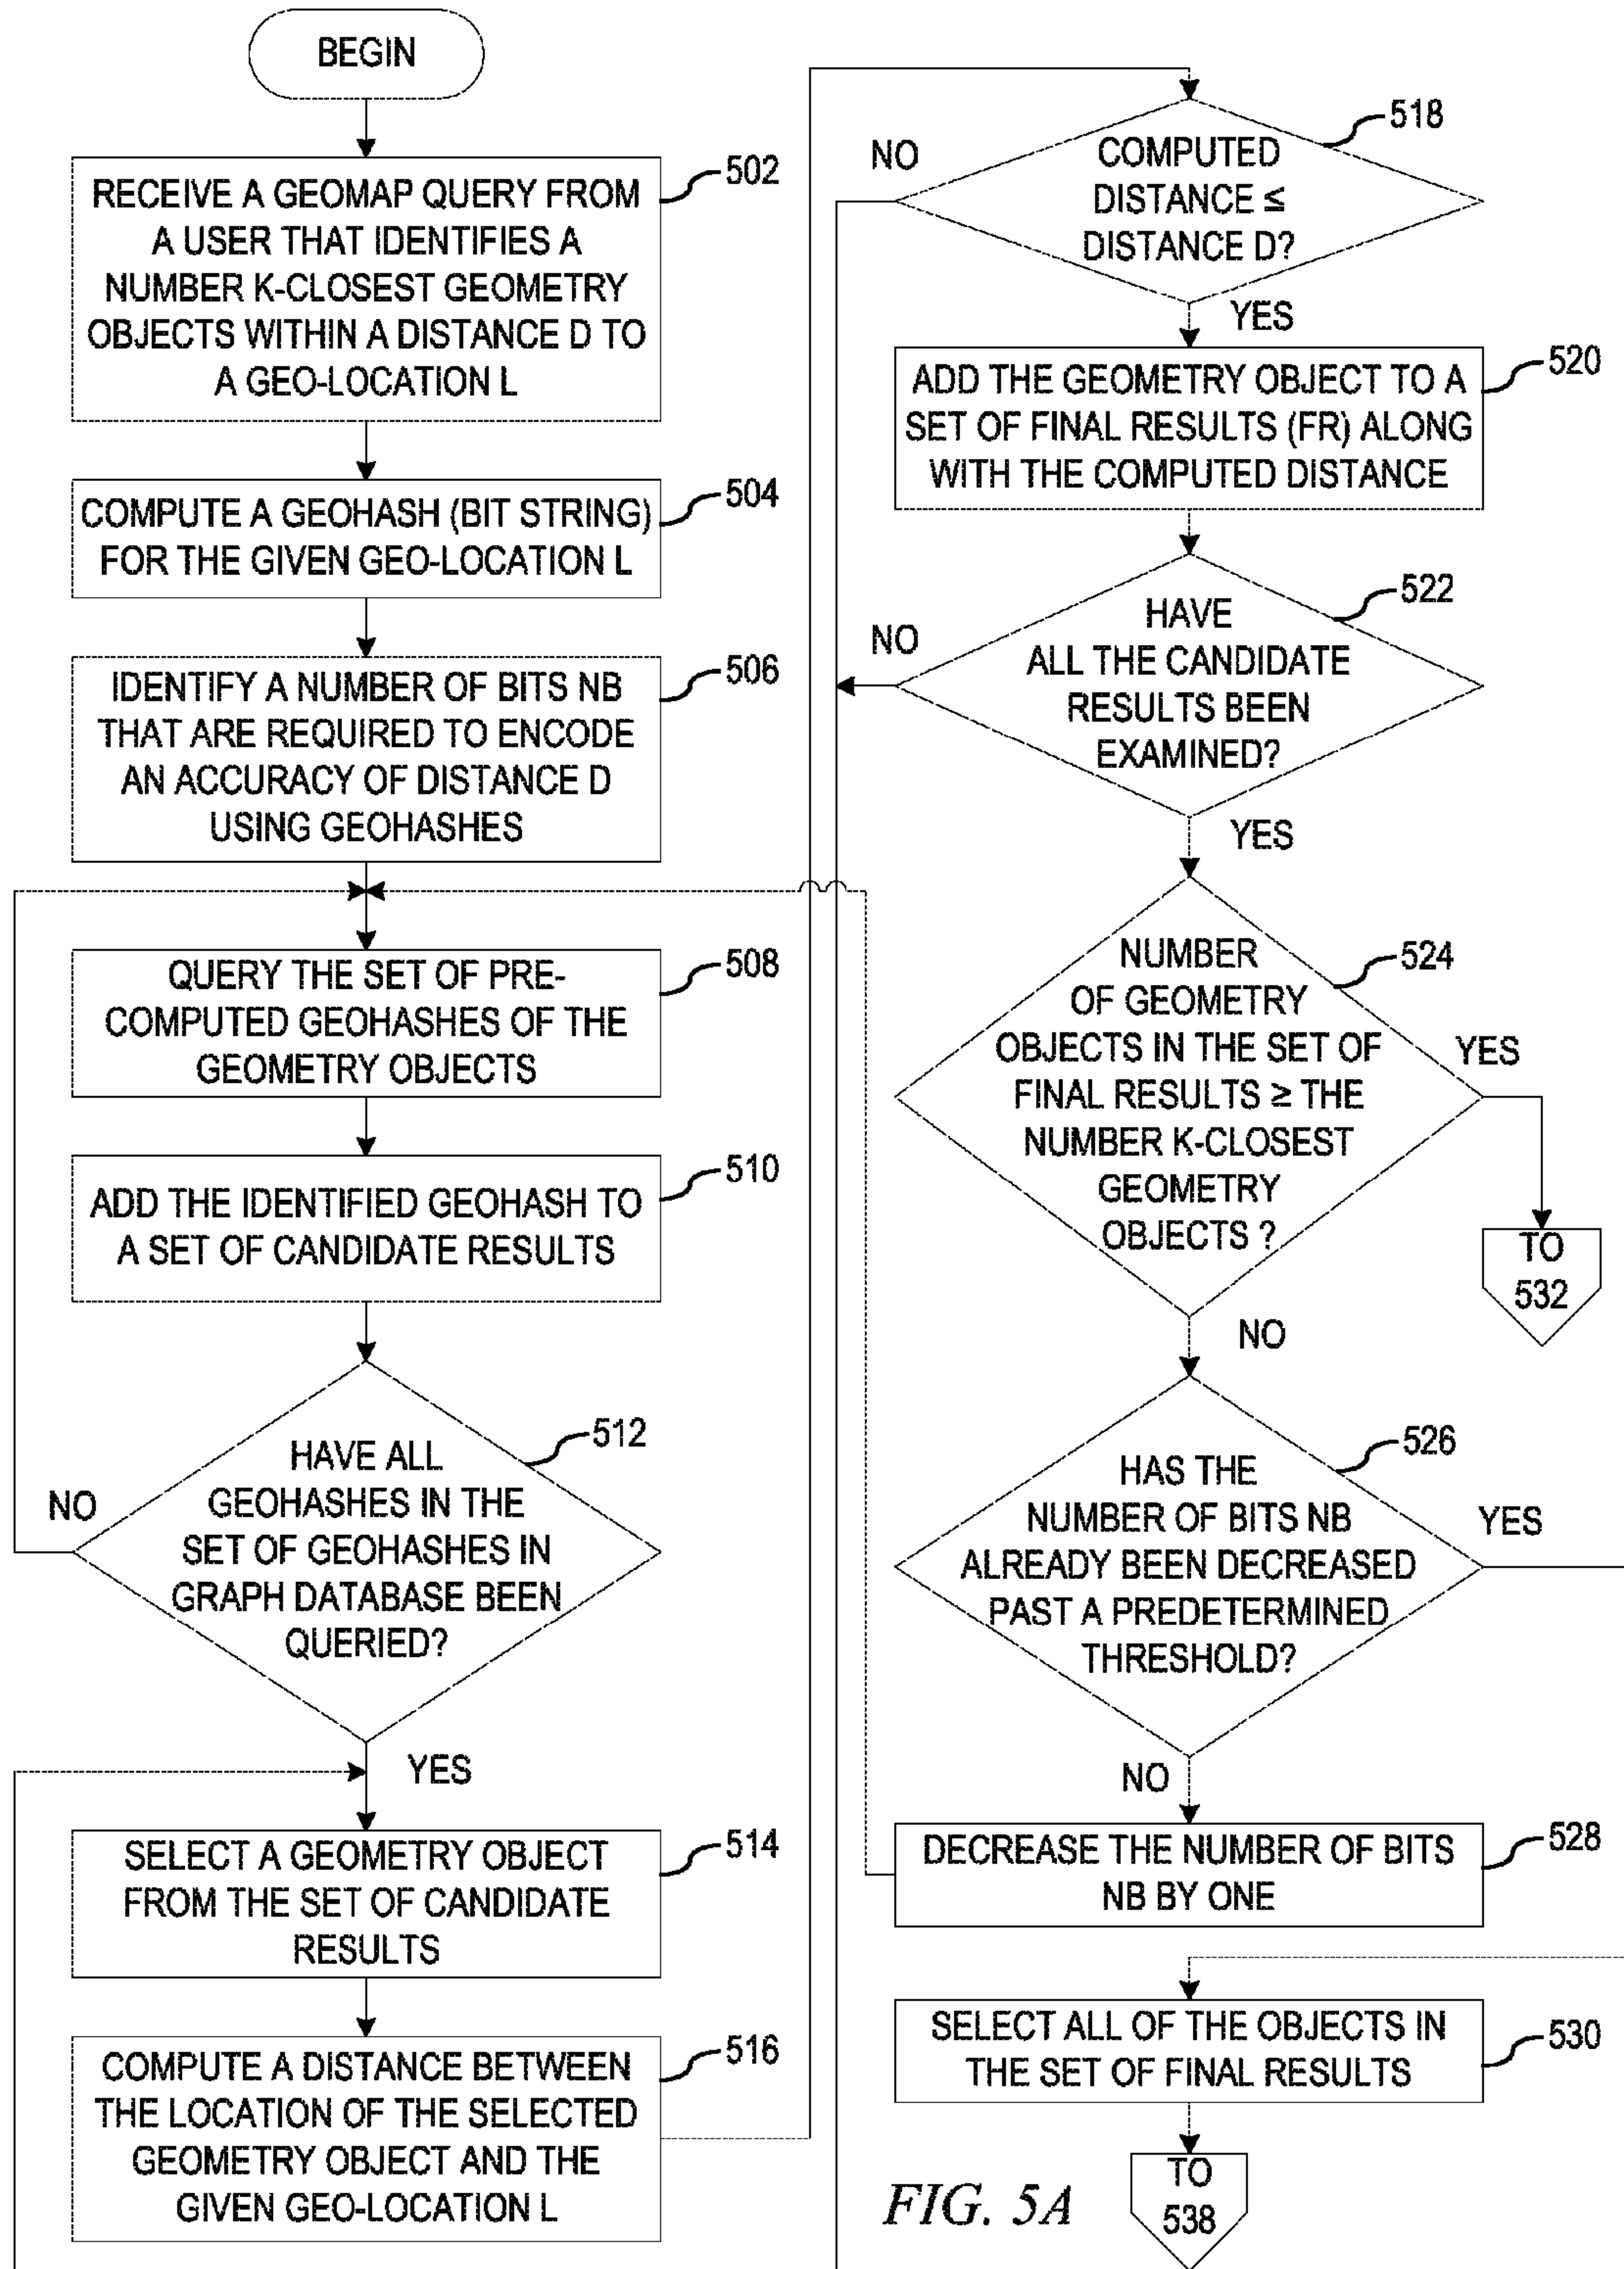 BEGIN
RECEIVE A GEOMAP QUERY FROM
A USER THAT IDENTIFIES A
NUMBER K-CLOSEST GEOMETRY
OBJECTS WITHIN A DISTANCE D TO
A GEO-LOCATION L
502
COMPUTE A GEOHASH (BIT STRING)
FOR THE GIVEN GEO-LOCATION L
504
IDENTIFY A NUMBER OF BITS NB
THAT ARE REQUIRED TO ENCODE
AN ACCURACY OF DISTANCE D
USING GEOHASHES
506
QUERY THE SET OF PRE-
COMPUTED GEOHASHES OF THE
GEOMETRY OBJECTS
508
ADD THE IDENTIFIED GEOHASH TO
A SET OF CANDIDATE RESULTS
510
HAVE ALL
GEOHASHES IN THE
SET OF GEOHASHES IN
GRAPH DATABASE BEEN
QUERIED?
512
NO
YES
SELECT A GEOMETRY OBJECT
FROM THE SET OF CANDIDATE
RESULTS
514
COMPUTE A DISTANCE BETWEEN
THE LOCATION OF THE SELECTED
GEOMETRY OBJECT AND THE
GIVEN GEO-LOCATION L
516
COMPUTED
DISTANCE ≤
DISTANCE D?
518
NO
YES
ADD THE GEOMETRY OBJECT TO A
SET OF FINAL RESULTS (FR) ALONG
WITH THE COMPUTED DISTANCE
520
HAVE
ALL THE CANDIDATE
RESULTS BEEN
EXAMINED?
522
NO
YES
NUMBER
OF GEOMETRY
OBJECTS IN THE SET OF
FINAL RESULTS ≥ THE
NUMBER K-CLOSEST
GEOMETRY
OBJECTS ?
524
YES
TO
532
NO
HAS THE
NUMBER OF BITS NB
ALREADY BEEN DECREASED
PAST A PREDETERMINED
THRESHOLD?
526
YES
NO
DECREASE THE NUMBER OF BITS
NB BY ONE
528
SELECT ALL OF THE OBJECTS IN
THE SET OF FINAL RESULTS
530
TO
538
FIG. 5A